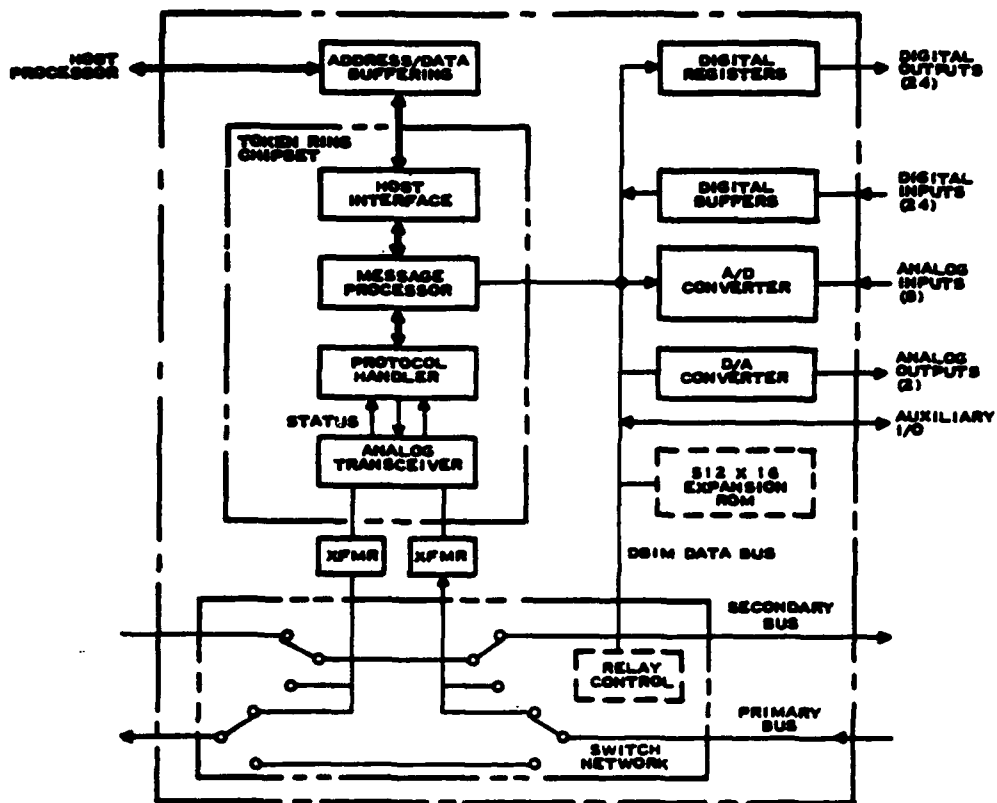 HOST
PROCESSOR
ADDRESS/DATA
BUFFERING
DIGITAL
REGISTERS
DIGITAL
OUTPUTS
(24)
TOKEN RING
CHIPSET
HOST
INTERFACE
DIGITAL
BUFFERS
DIGITAL
INPUTS
(24)
MESSAGE
PROCESSOR
A/D
CONVERTER
ANALOG
INPUTS
(8)
PROTOCOL
HANDLER
D/A
CONVERTER
ANALOG
OUTPUTS
(2)
STATUS
AUXILIARY
I/O
ANALOG
TRANSCEIVER
512 X 16
EXPANSION
ROM
XFMR
XFMR
DBIM DATA BUS
SECONDARY
BUS
RELAY
CONTROL
PRIMARY
BUS
SWITCH
NETWORK